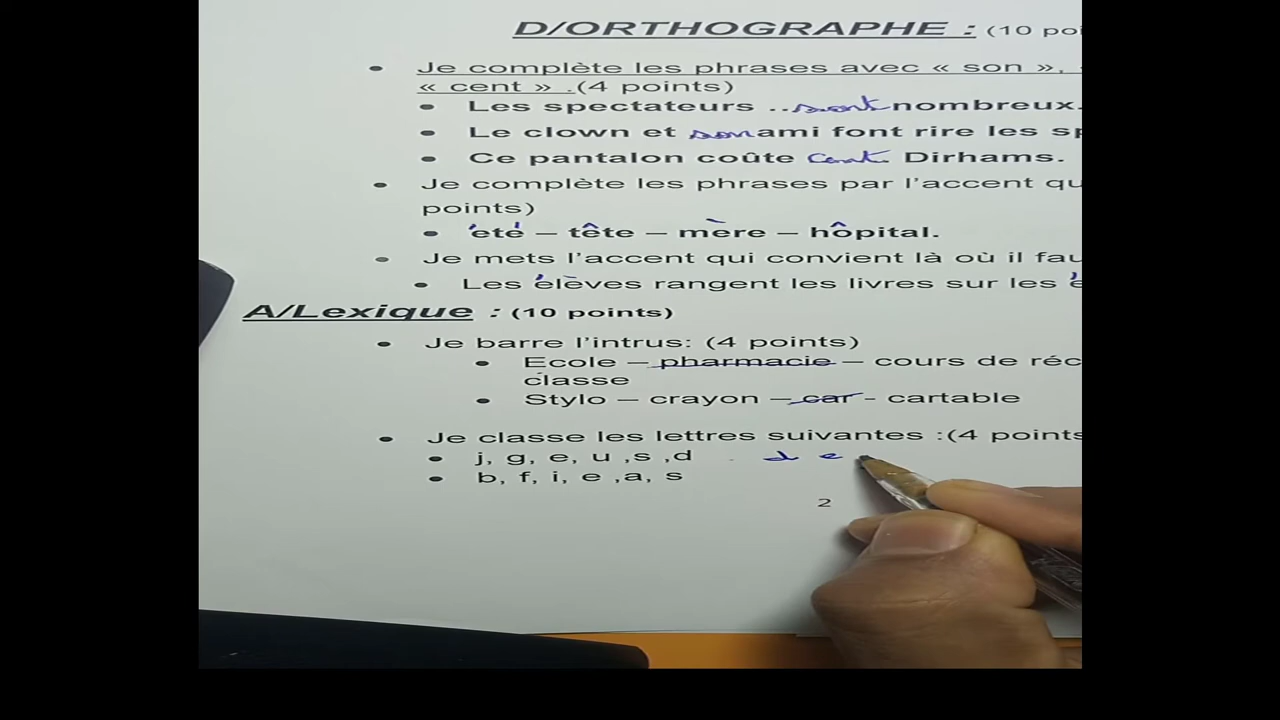 D/ORTHOGRAPHE : (10 poi
Je complète les phrases avec « son »,
« cent » .(4 points)
Les spectateurs ..sont nombreux.
Le clown et son ami font rire les sp
Ce pantalon coûte cent. Dirhams.
Je complète les phrases par l'accent qu
points)
été – tête – mère – hôpital.
Je mets l'accent qui convient là où il fau
Les élèves rangent les livres sur les é
A/Lexique : (10 points)
Je barre l'intrus: (4 points)
Ecole – pharmacie – cours de réc
classe
Stylo – crayon – car - cartable
Je classe les lettres suivantes :(4 points
j, g, e, u ,s ,d d e
b, f, i, e ,a, s
2